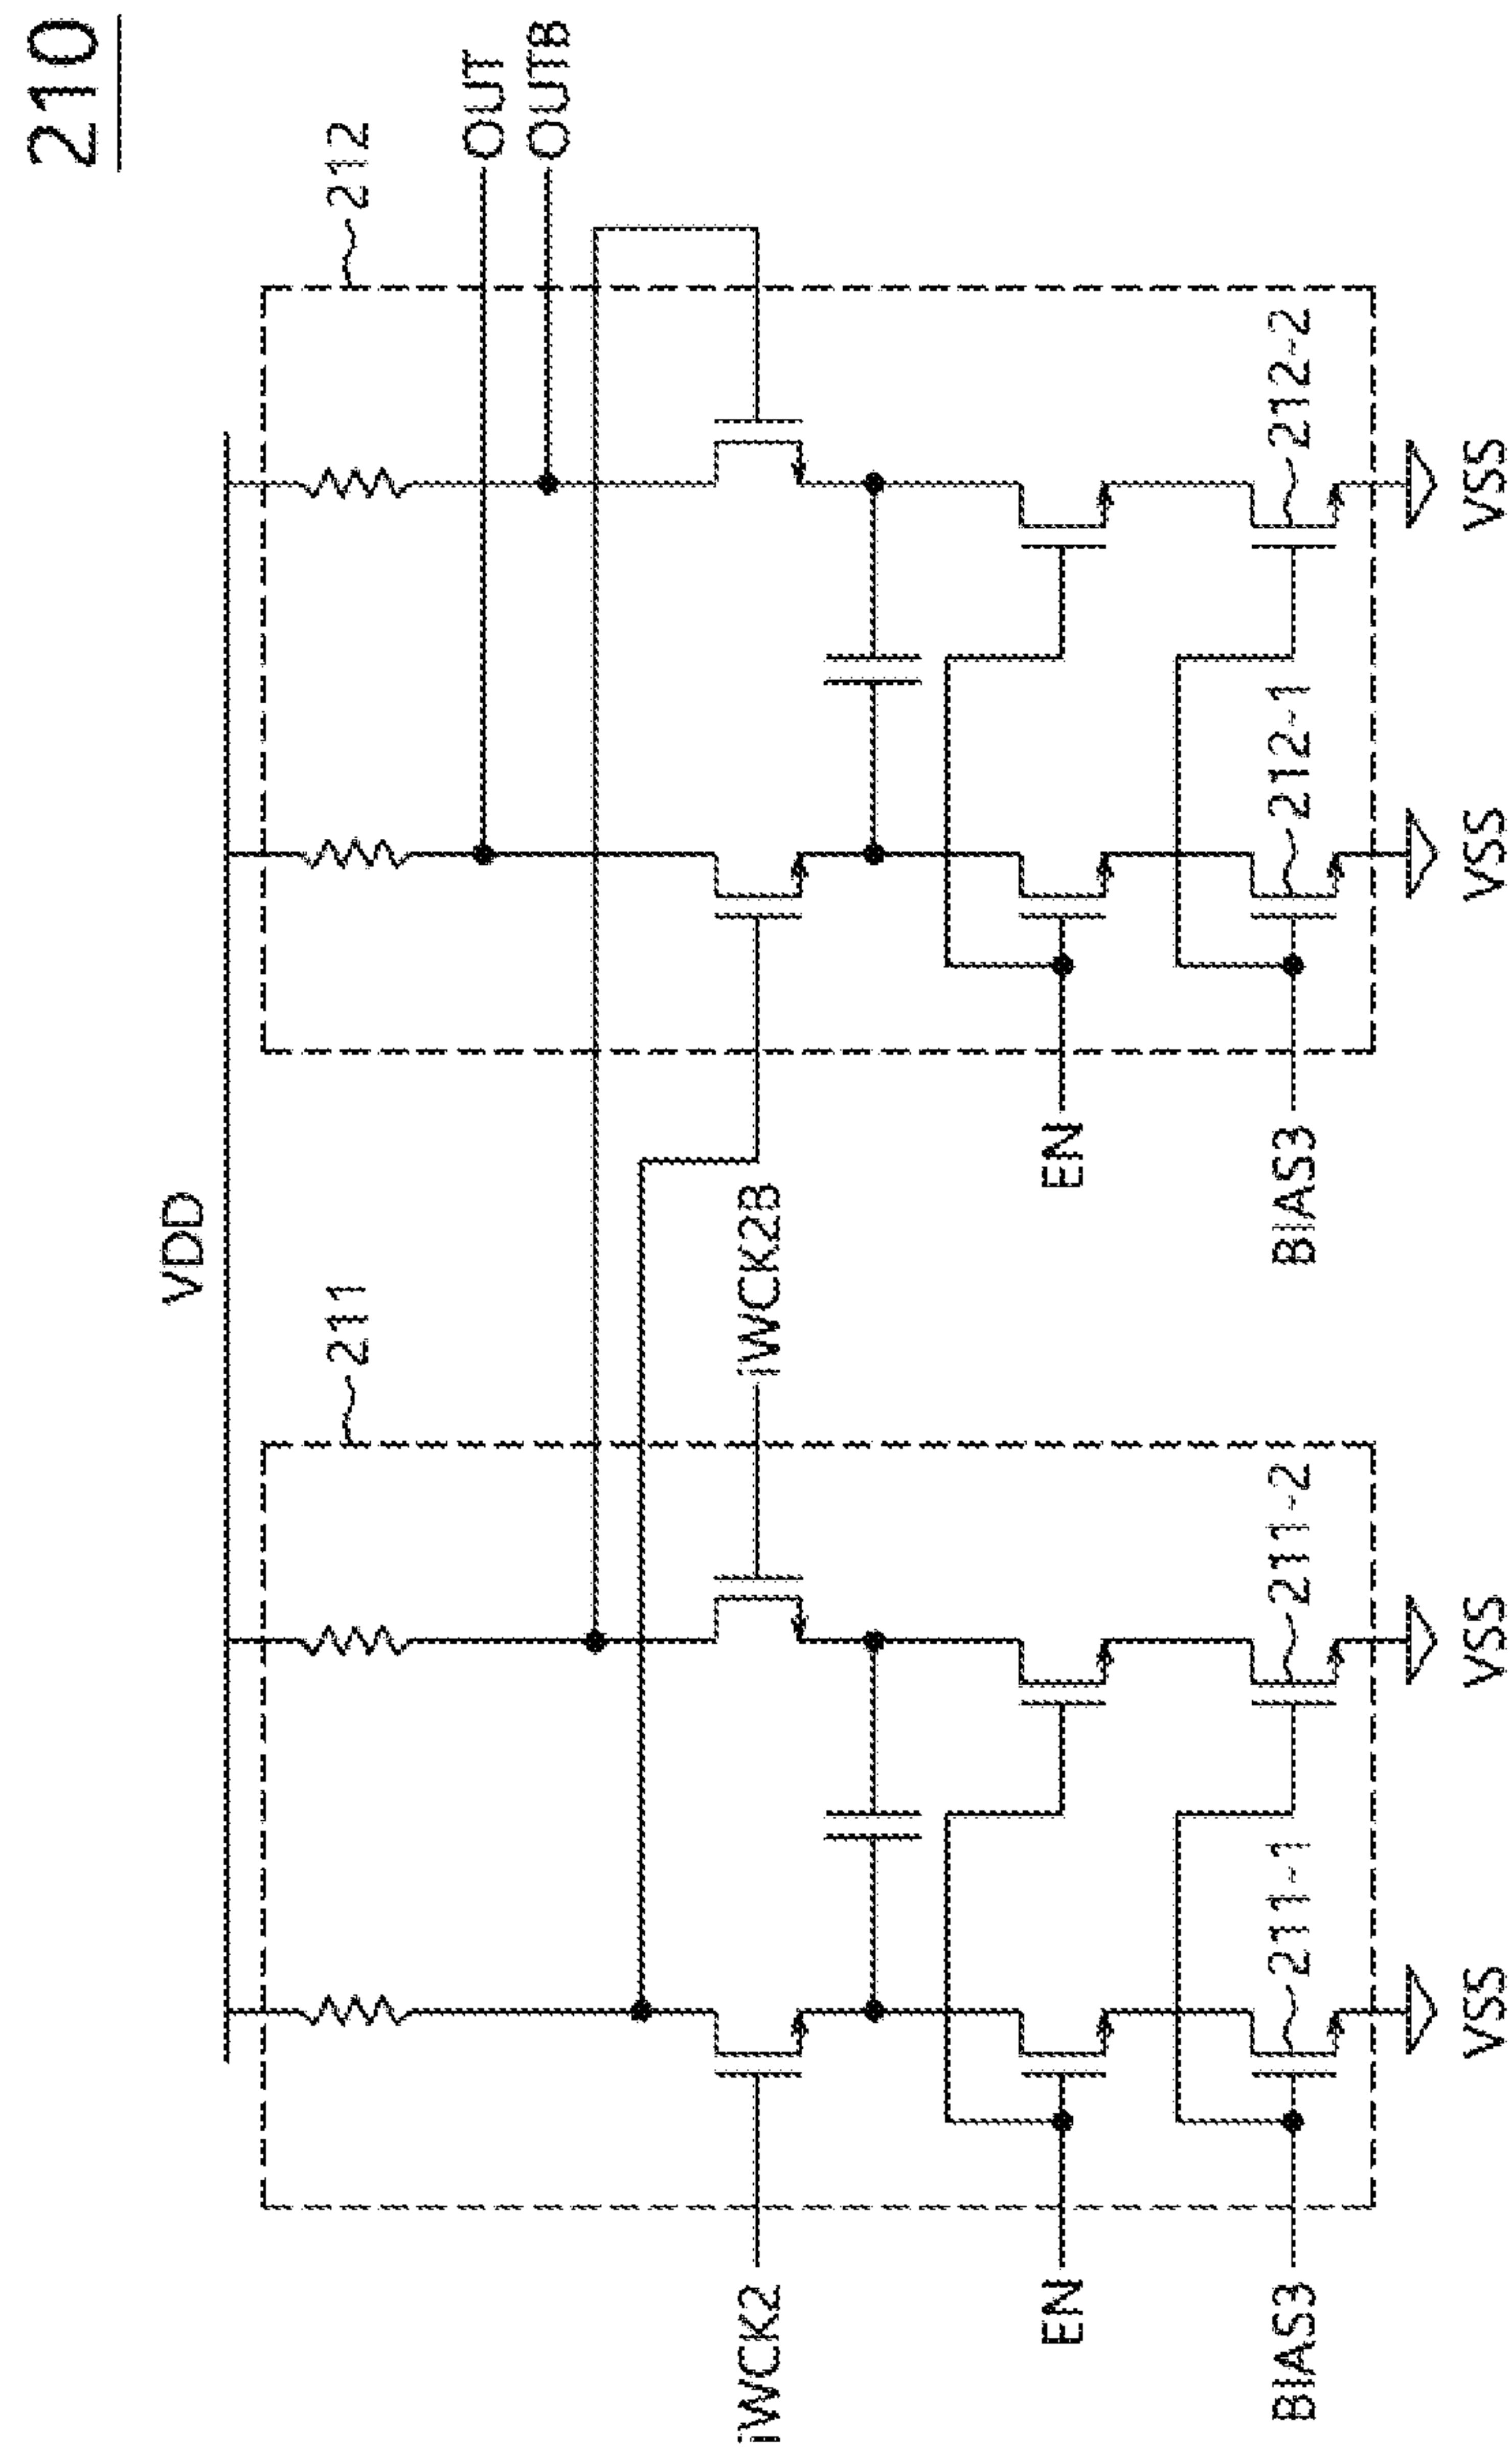 210
VDD
211
212
OUT
OUTB
iWCK2
iWCK2B
EN
EN
BIAS3
211-1
211-2
BIAS3
212-1
212-2
VSS
VSS
VSS
VSS